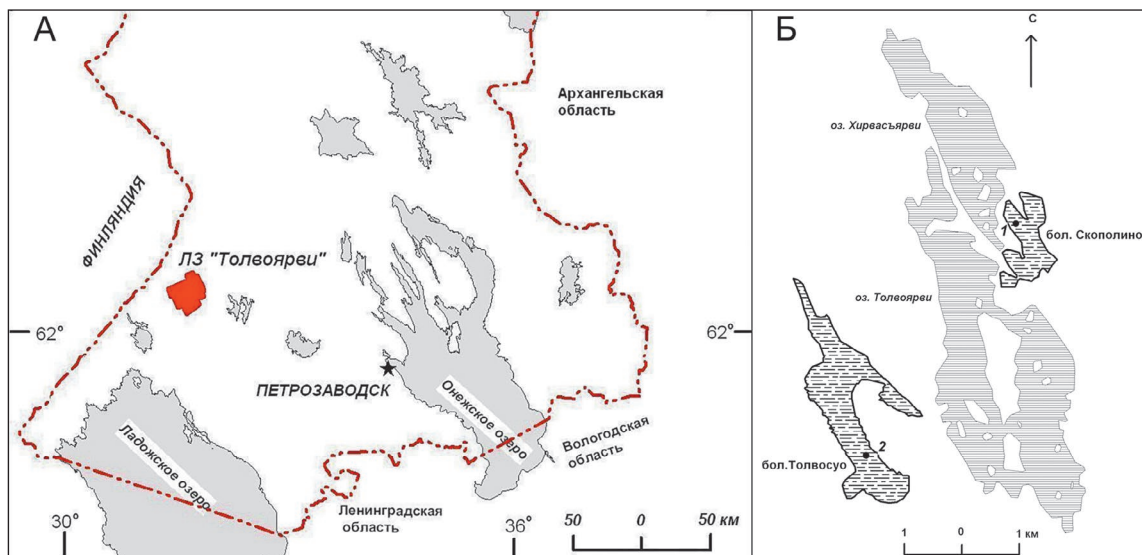 А
Архангельская
область
ФИНЛЯНДИЯ
ЛЗ "Толвоярви"
62°
62°
ПЕТРОЗАВОДСК
Онежское озеро
Ладожское озеро
Вологодская
область
Ленинградская
область
30°
36°
50 0 50 км
Б
С
оз. Хирвасъярви
1
бол. Скополино
оз. Толвоярви
бол.Толвосуо
2
1 0 1 км